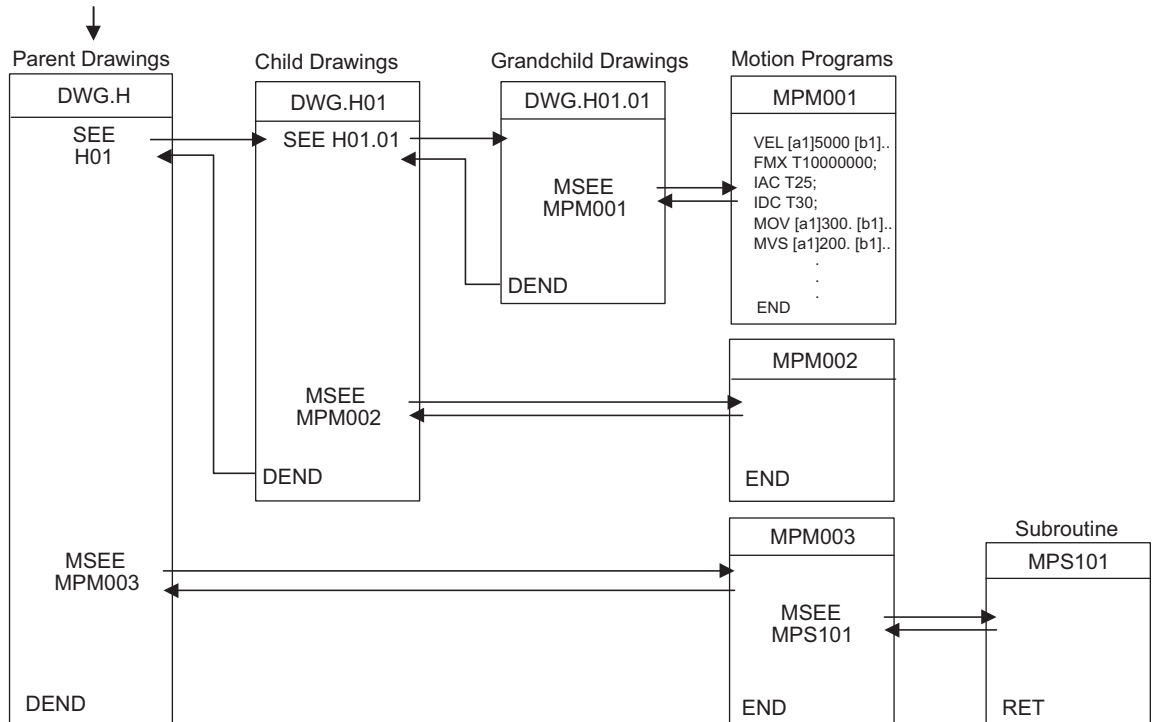 Parent Drawings
DWG.H
SEE
H01
MSEE
MPM003
DEND
Child Drawings
DWG.H01
SEE H01.01
MSEE
MPM002
DEND
Grandchild Drawings
DWG.H01.01
MSEE
MPM001
DEND
Motion Programs
MPM001
VEL [a1]5000 [b1]..
FMX T10000000;
IAC T25;
IDC T30;
MOV [a1]300. [b1]..
MVS [a1]200. [b1]..
.
.
.
END
MPM002
END
MPM003
MSEE
MPS101
END
Subroutine
MPS101
RET